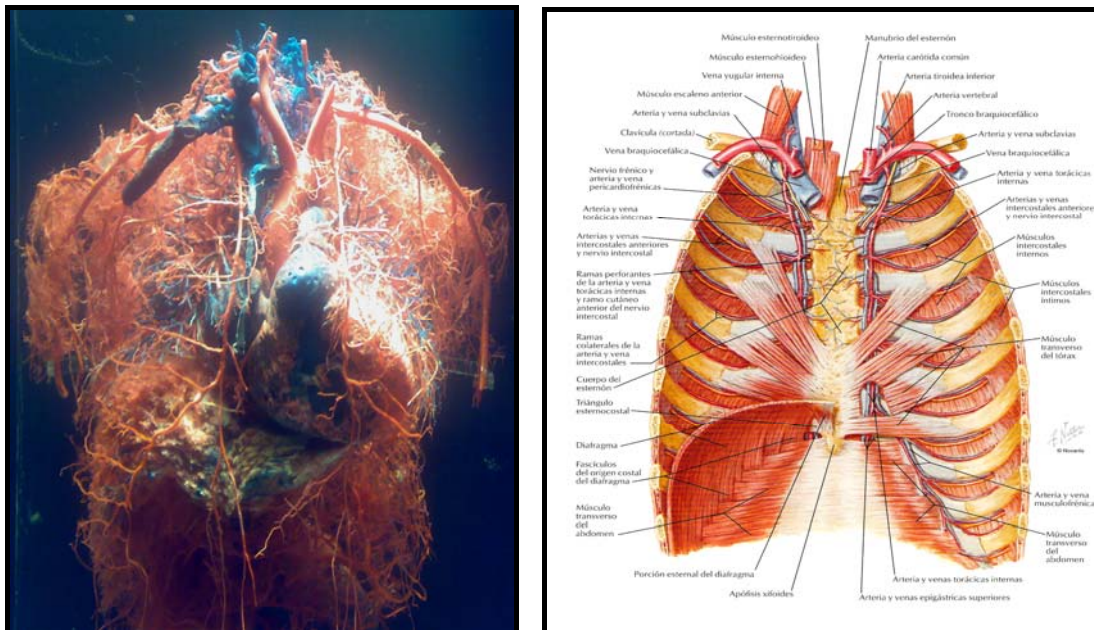 Músculo esternotiroideo
Músculo esternohioideo
Vena yugular interna
Músculo escaleno anterior
Arteria y vena subclavias
Clavícula (cortada)
Vena braquiocefálica
Nervio frénico y
arteria y vena
pericardiofrénicas
Arteria y vena
torácicas internas
Arterias y venas
intercostales anteriores
y nervio intercostal
Ramas perforantes
de la arteria y vena
torácicas internas
y ramo cutáneo
anterior del nervio
intercostal
Ramas
colaterales de la
arteria y vena
intercostales
Cuerpo del
esternón
Triángulo
esternocostal
Diafragma
Fascículos
del origen costal
del diafragma
Músculo
transverso
del
abdomen
Porción esternal del diafragma
Apófisis xifoides
Manubrio del esternón
Arteria carótida común
Arteria tiroidea inferior
Arteria vertebral
Tronco braquiocefálico
Arteria y vena subclavias
Vena braquiocefálica
Arteria y vena torácicas
internas
Arterias y venas
intercostales anteriores
y nervio intercostal
Músculos
intercostales
internos
Músculos
intercostales
íntimos
Músculo
transverso
del tórax
© Novartis
Arteria y vena
musculofrénica
Músculo
transverso
del
abdomen
Arteria y venas torácicas internas
Arteria y venas epigástricas superiores